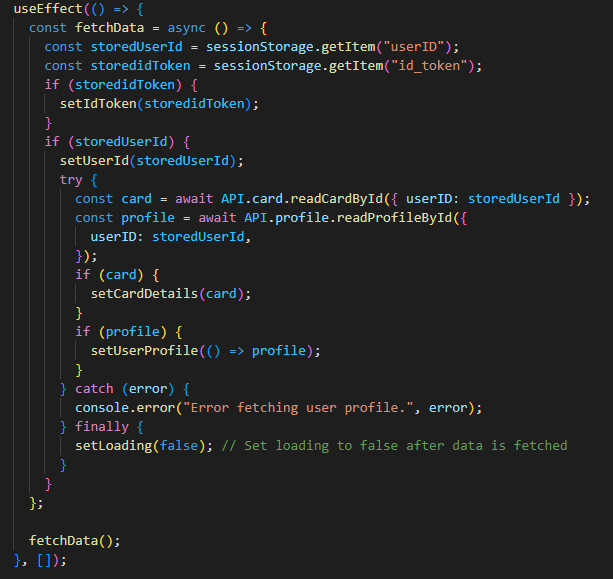 useEffect(() => {
  const fetchData = async () => {
    const storedUserId = sessionStorage.getItem("userID");
    const storedidToken = sessionStorage.getItem("id_token");
    if (storedidToken) {
      setIdToken(storedidToken);
    }
    if (storedUserId) {
      setUserId(storedUserId);
      try {
        const card = await API.card.readCardById({ userID: storedUserId });
        const profile = await API.profile.readProfileById({
          userID: storedUserId,
        });
        if (card) {
          setCardDetails(card);
        }
        if (profile) {
          setUserProfile(() => profile);
        }
      } catch (error) {
        console.error("Error fetching user profile.", error);
      } finally {
        setLoading(false); // Set loading to false after data is fetched
      }
    }
  };

  fetchData();
}, []);